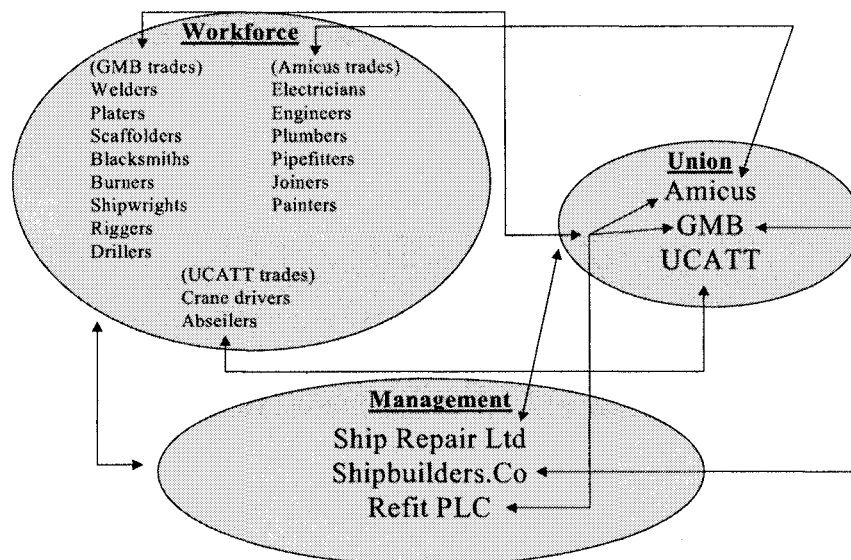 Workforce
(GMB trades)
Welders
Platers
Scaffolders
Blacksmiths
Burners
Shipwrights
Riggers
Drillers
(Amicus trades)
Electricians
Engineers
Plumbers
Pipefitters
Joiners
Painters
(UCATT trades)
Crane drivers
Abseilers
Union
Amicus
GMB
UCATT
Management
Ship Repair Ltd
Shipbuilders.Co
Refit PLC